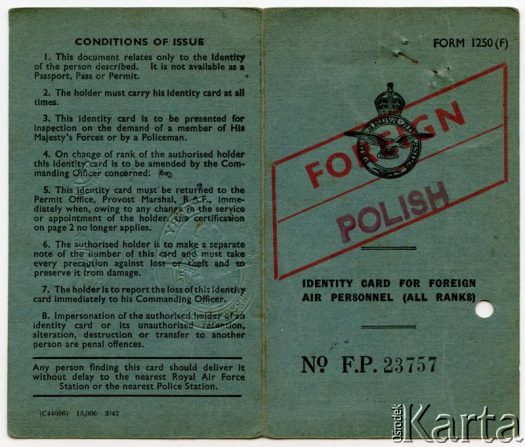 CONDITIONS OF ISSUE
1. This document relates only to the identity
of the person described. It is not available as a
Passport, Pass or Permit.
2. The holder must carry his identity card at all
times.
3. This identity card is to be presented for
inspection on the demand of a member of His
Majesty's Forces or by a Policeman.
4. On change of rank of the authorised holder
this identity card is to be amended by the Com-
manding Officer concerned.
5. This identity card must be returned to the
Permit Office, Provost Marshal, R.A.F., imme-
diately when, owing to any change in the service
or appointment of the holder, the certification
on page 2 no longer applies.
6. The authorised holder is to make a separate
note of the number of this card and must take
every precaution against loss or theft and to
preserve it from damage.
7. The holder is to report the loss of this identity
card immediately to his Commanding Officer.
8. Impersonation of the authorised holder of an
identity card or its unauthorised retention,
alteration, destruction or transfer to another
person are penal offences.
Any person finding this card should deliver it
without delay to the nearest Royal Air Force
Station or the nearest Police Station.
(C44086) 15,000 3/42
FORM 1250 (F)
FOREIGN
POLISH
IDENTITY CARD FOR FOREIGN
AIR PERSONNEL (ALL RANKS)
No F.P. 23757
ośrodek
Karta